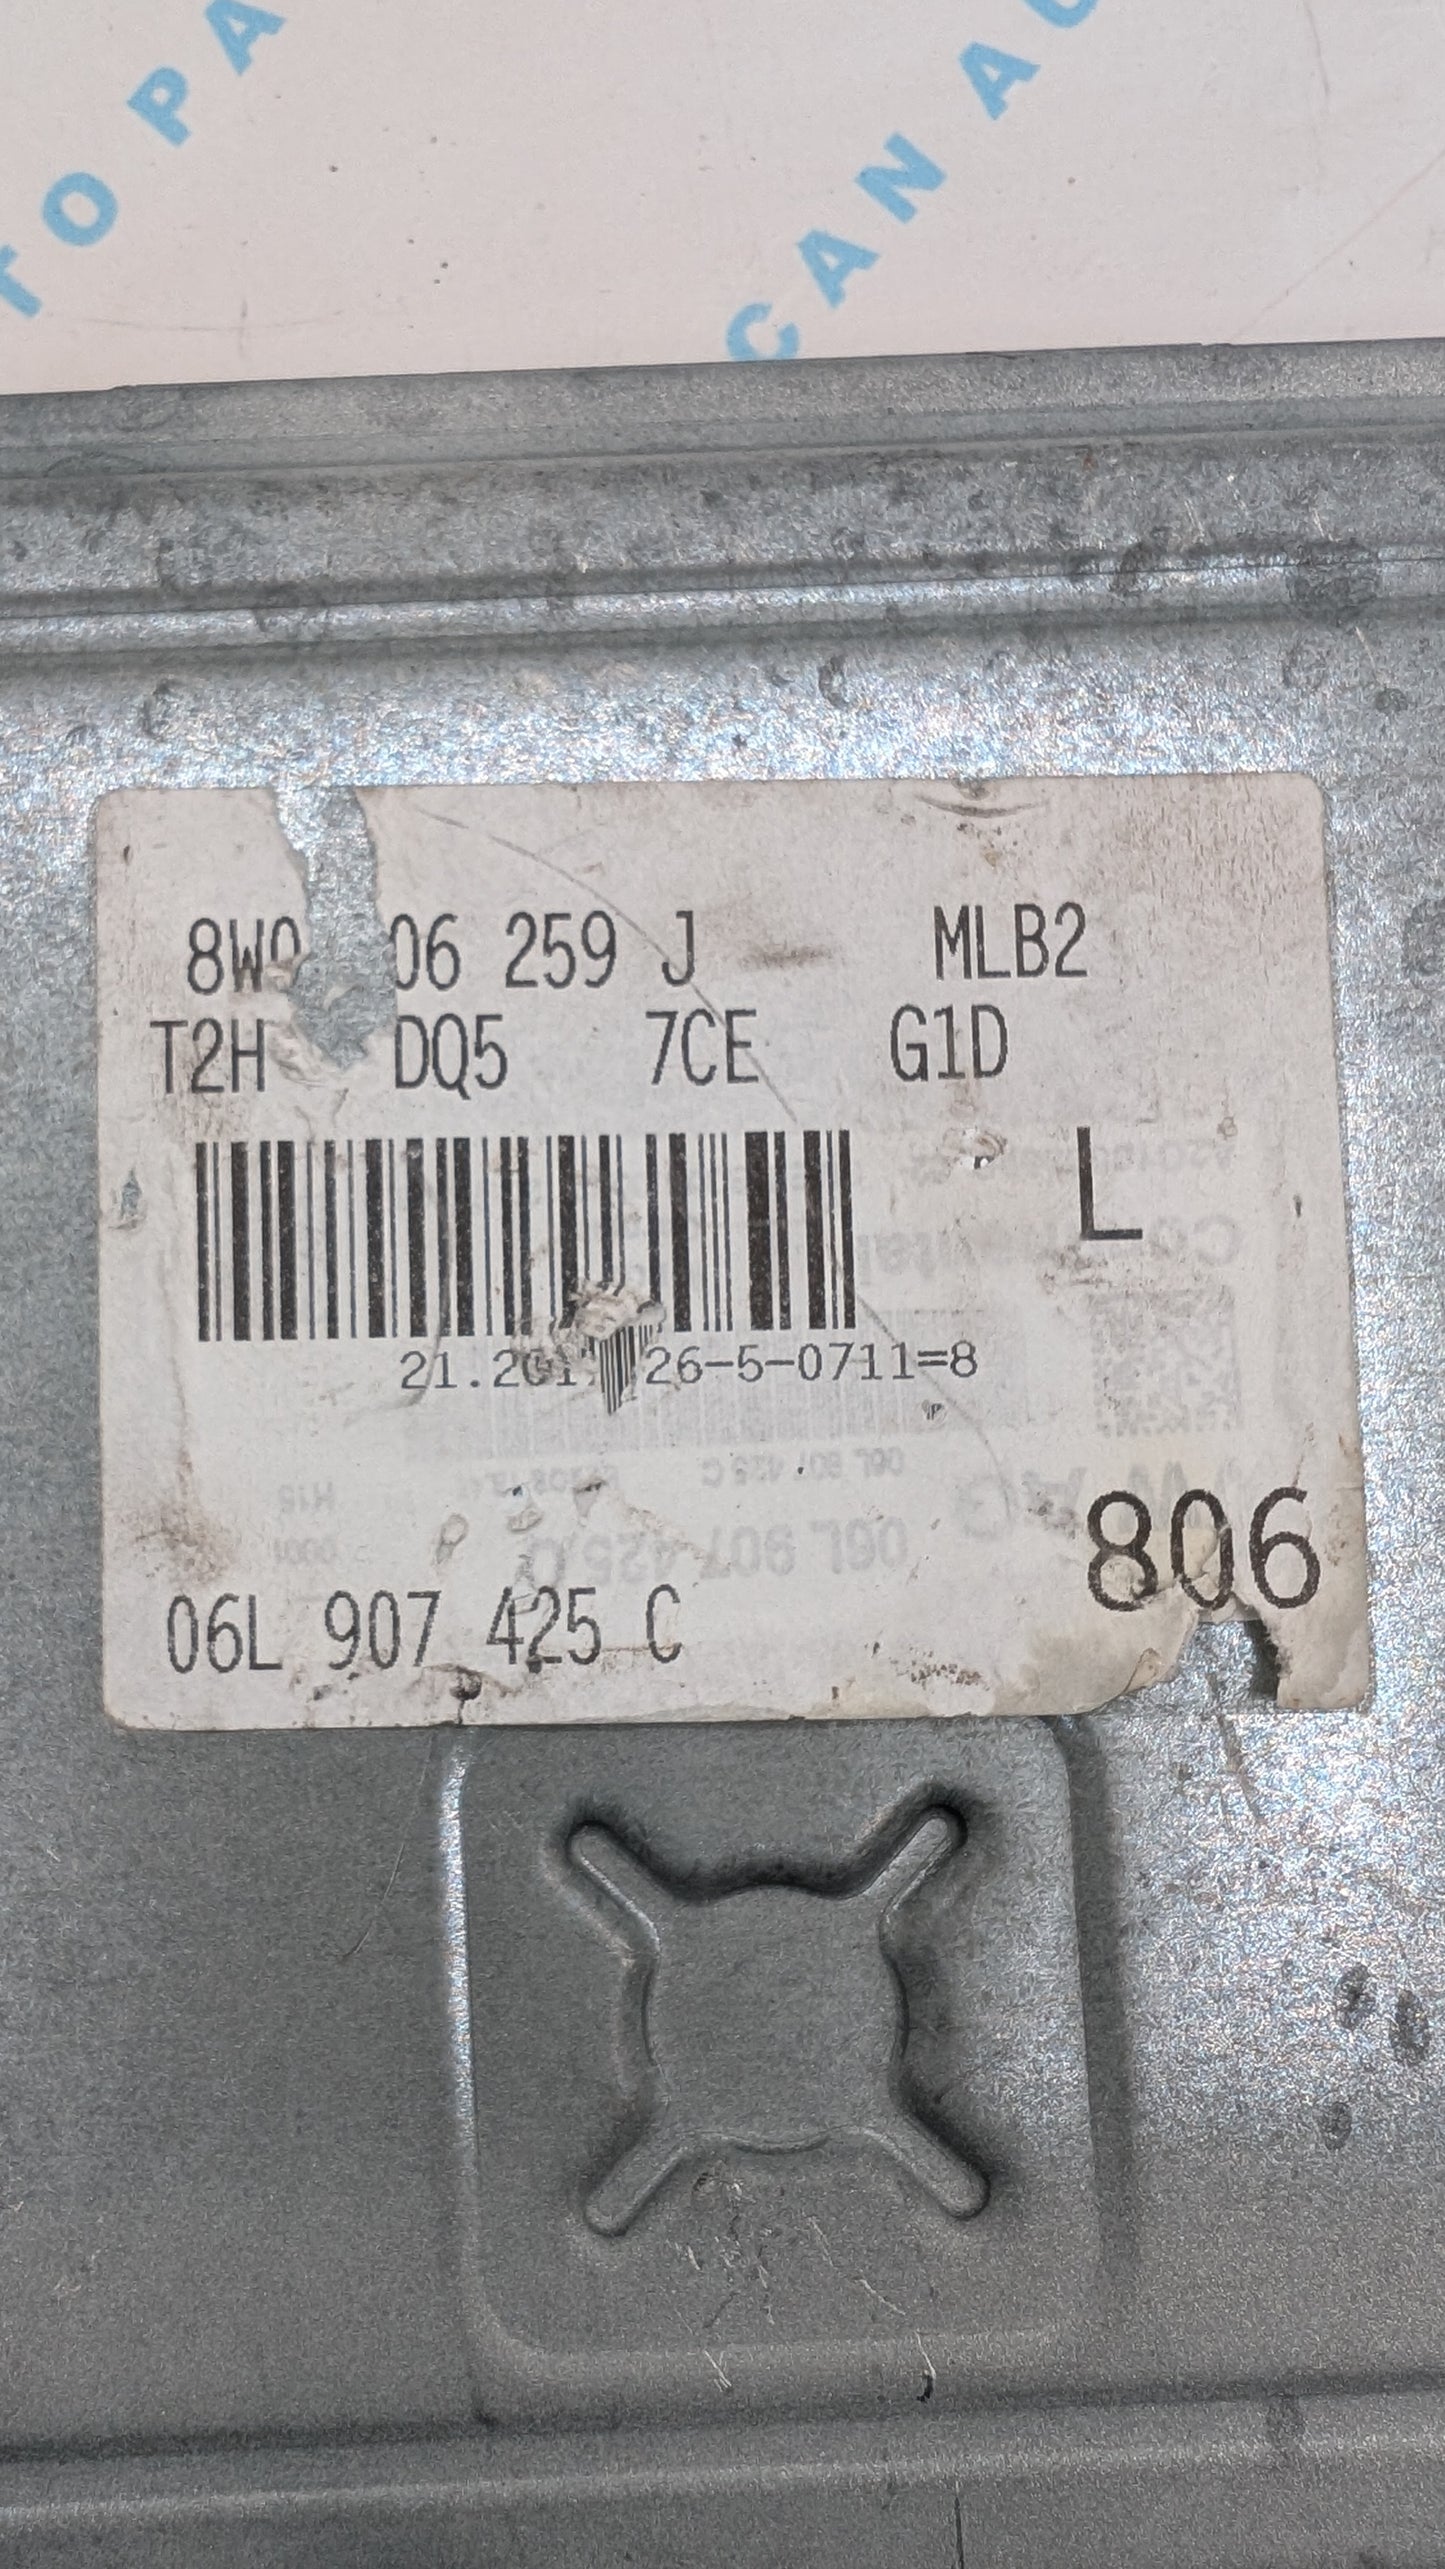 TO PA
CAN AU
8W0 06 259 J MLB2
T2H DQ5 7CE G1D
L
26-5-0711=8
806
06L 907 425 C